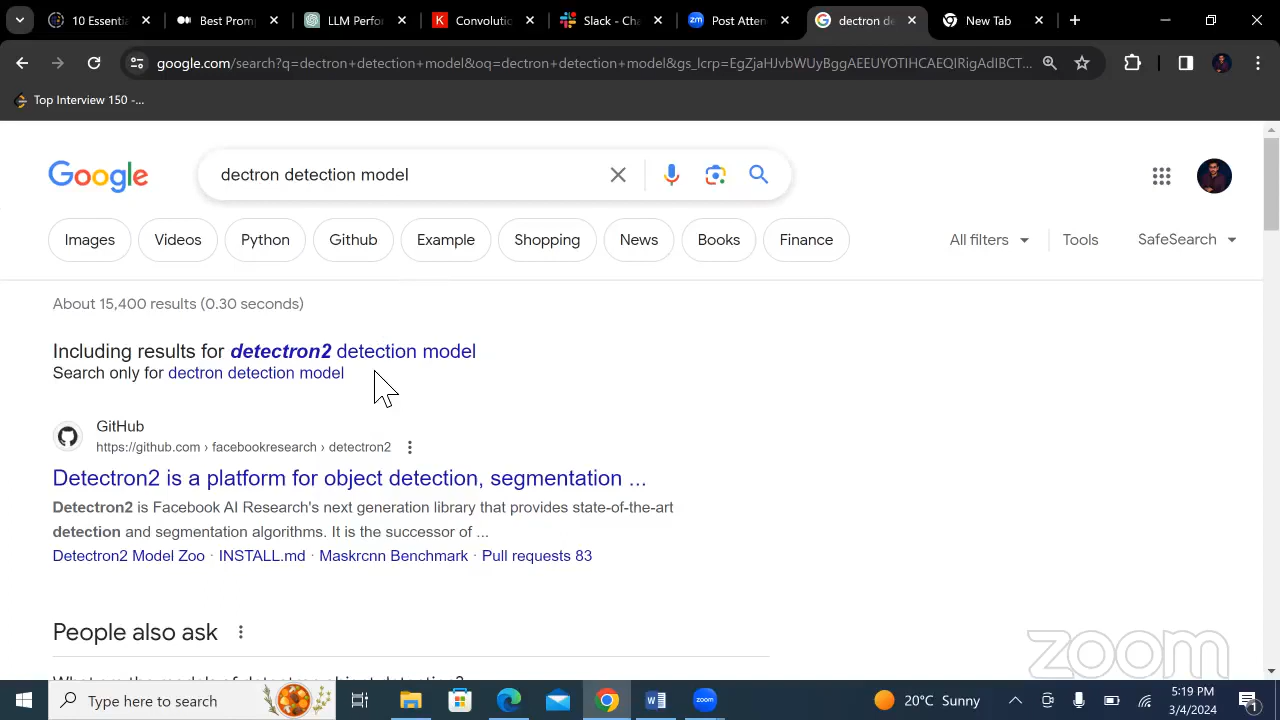 10 Essentia
Best Promp
LLM Perfo
Convolutic
Slack - Cha
Post Atten
dectron de
New Tab
google.com/search?q=dectron+detection+model&oq=dectron+detection+model&gs_lcrp=EgZjaHJvbWUyBggAEEUYOTIHCAEQIRigAdIBCT...
Top Interview 150 -...
Google
dectron detection model
Images
Videos
Python
Github
Example
Shopping
News
Books
Finance
All filters
Tools
SafeSearch
About 15,400 results (0.30 seconds)
Including results for detectron2 detection model
Search only for dectron detection model
GitHub
https://github.com › facebookresearch › detectron2
Detectron2 is a platform for object detection, segmentation ...
Detectron2 is Facebook AI Research's next generation library that provides state-of-the-art
detection and segmentation algorithms. It is the successor of ...
Detectron2 Model Zoo · INSTALL.md · Maskrcnn Benchmark · Pull requests 83
People also ask
zoom
Type here to search
zoom
20°C Sunny
5:19 PM
3/4/2024
1